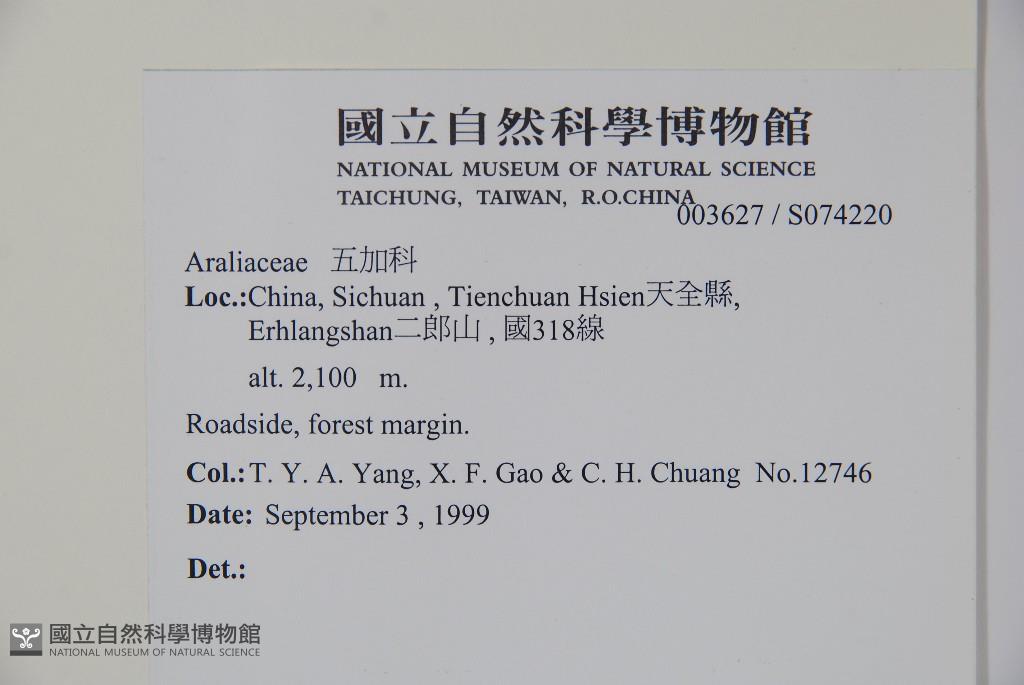 國立自然科學博物館
NATIONAL MUSEUM OF NATURAL SCIENCE
TAICHUNG, TAIWAN, R.O.CHINA
003627 / S074220
Araliaceae 五加科
Loc.:China, Sichuan , Tienchuan Hsien天全縣,
Erhlangshan二郎山 , 國318線
alt. 2,100 m.
Roadside, forest margin.
Col.: T. Y. A. Yang, X. F. Gao & C. H. Chuang No.12746
Date: September 3 , 1999
Det.:
國立自然科學博物館
NATIONAL MUSEUM OF NATURAL SCIENCE